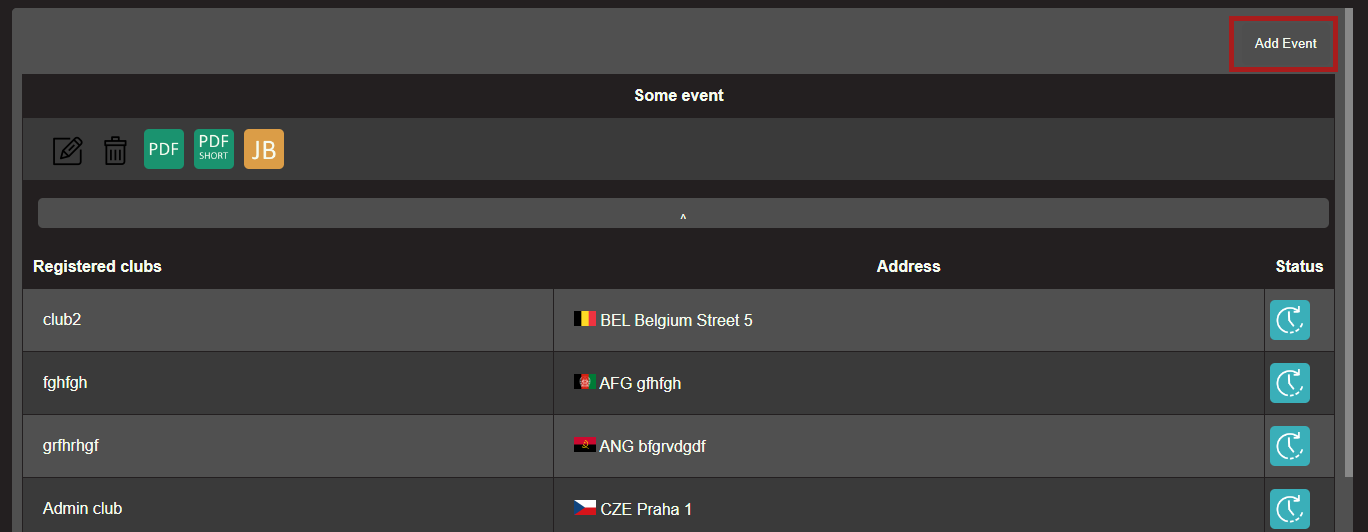 Add Event
Some event
PDF PDF SHORT JB
^
Registered clubs Address Status
club2 BEL Belgium Street 5
fghfgh AFG gfhfgh
grfhrhgf ANG bfgrvdgdf
Admin club CZE Praha 1